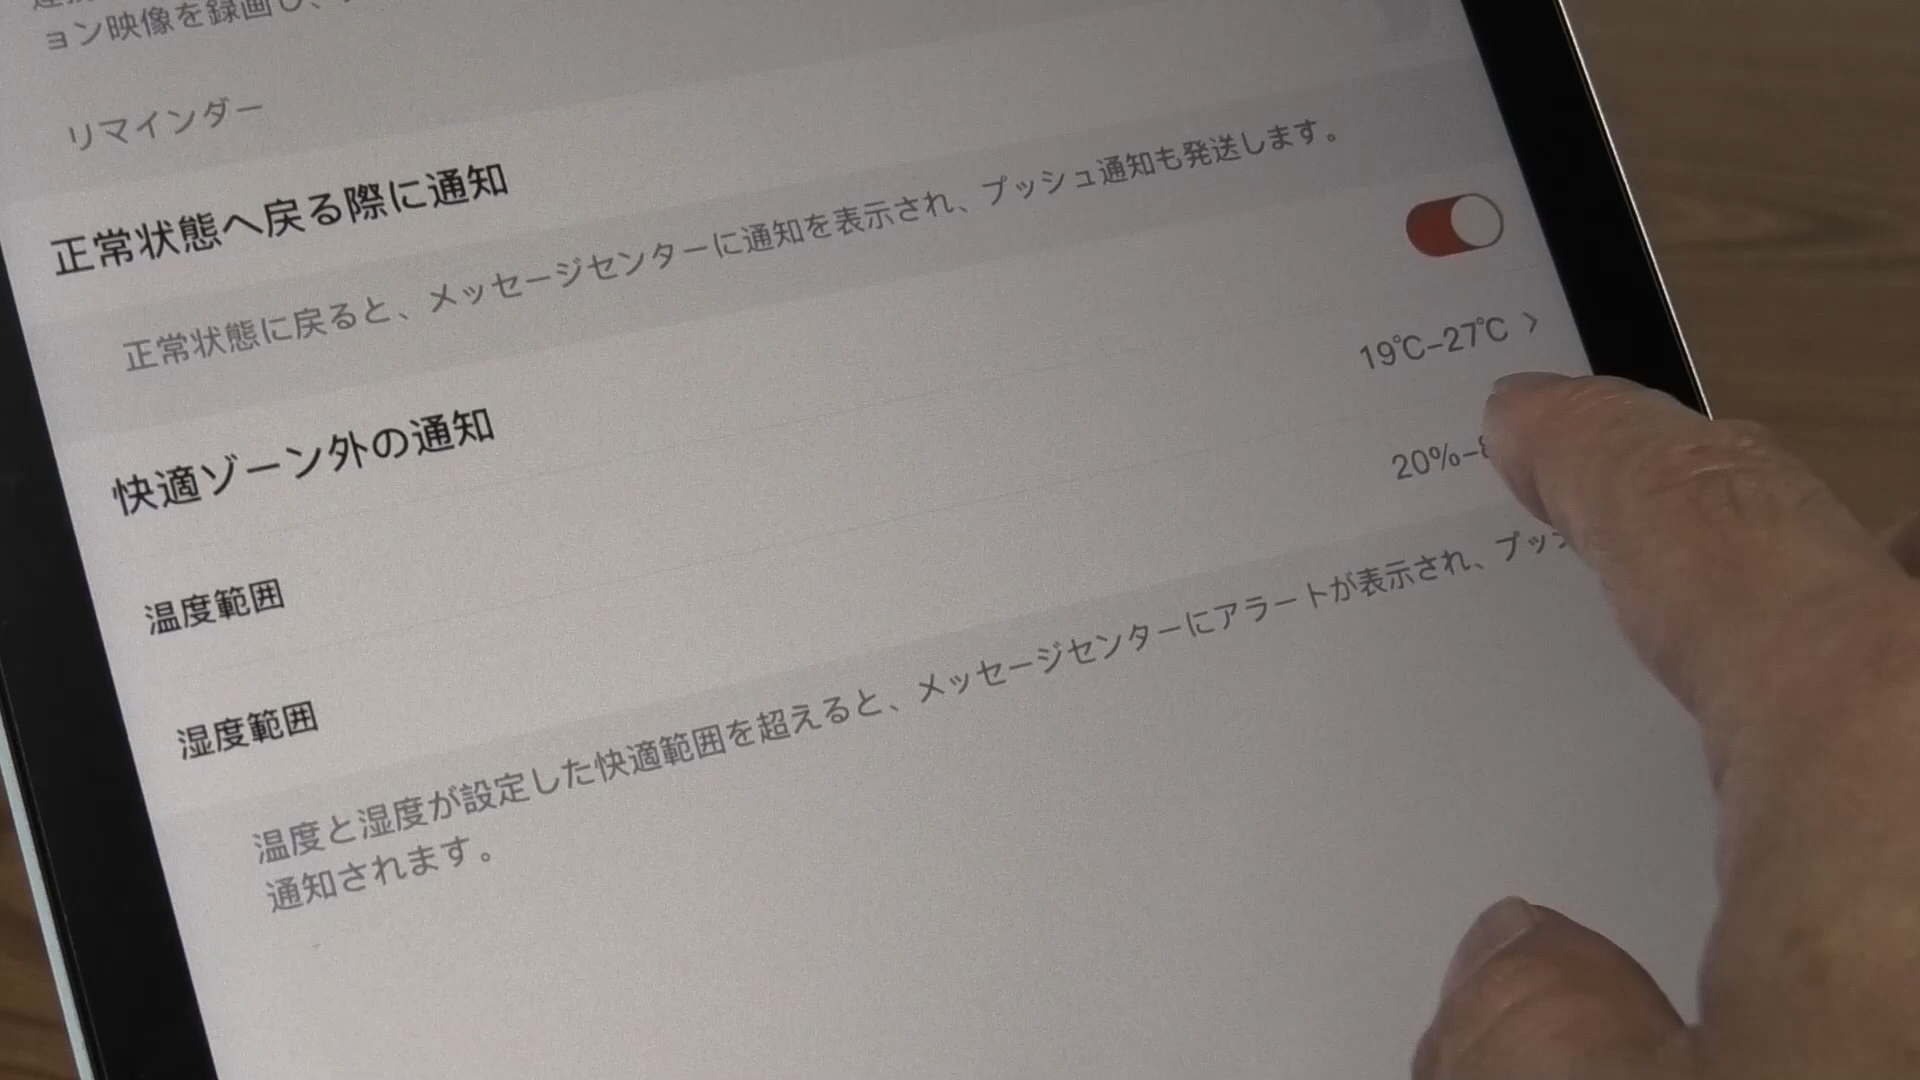 ョン映像を録画し、
リマインダー
正常状態へ戻る際に通知
正常状態に戻ると、メッセージセンターに通知を表示され、プッシュ通知も発送します。
快適ゾーン外の通知
温度範囲 19℃–27℃ >
湿度範囲 20%–
温度と湿度が設定した快適範囲を超えると、メッセージセンターにアラートが表示され、プッシ
通知されます。